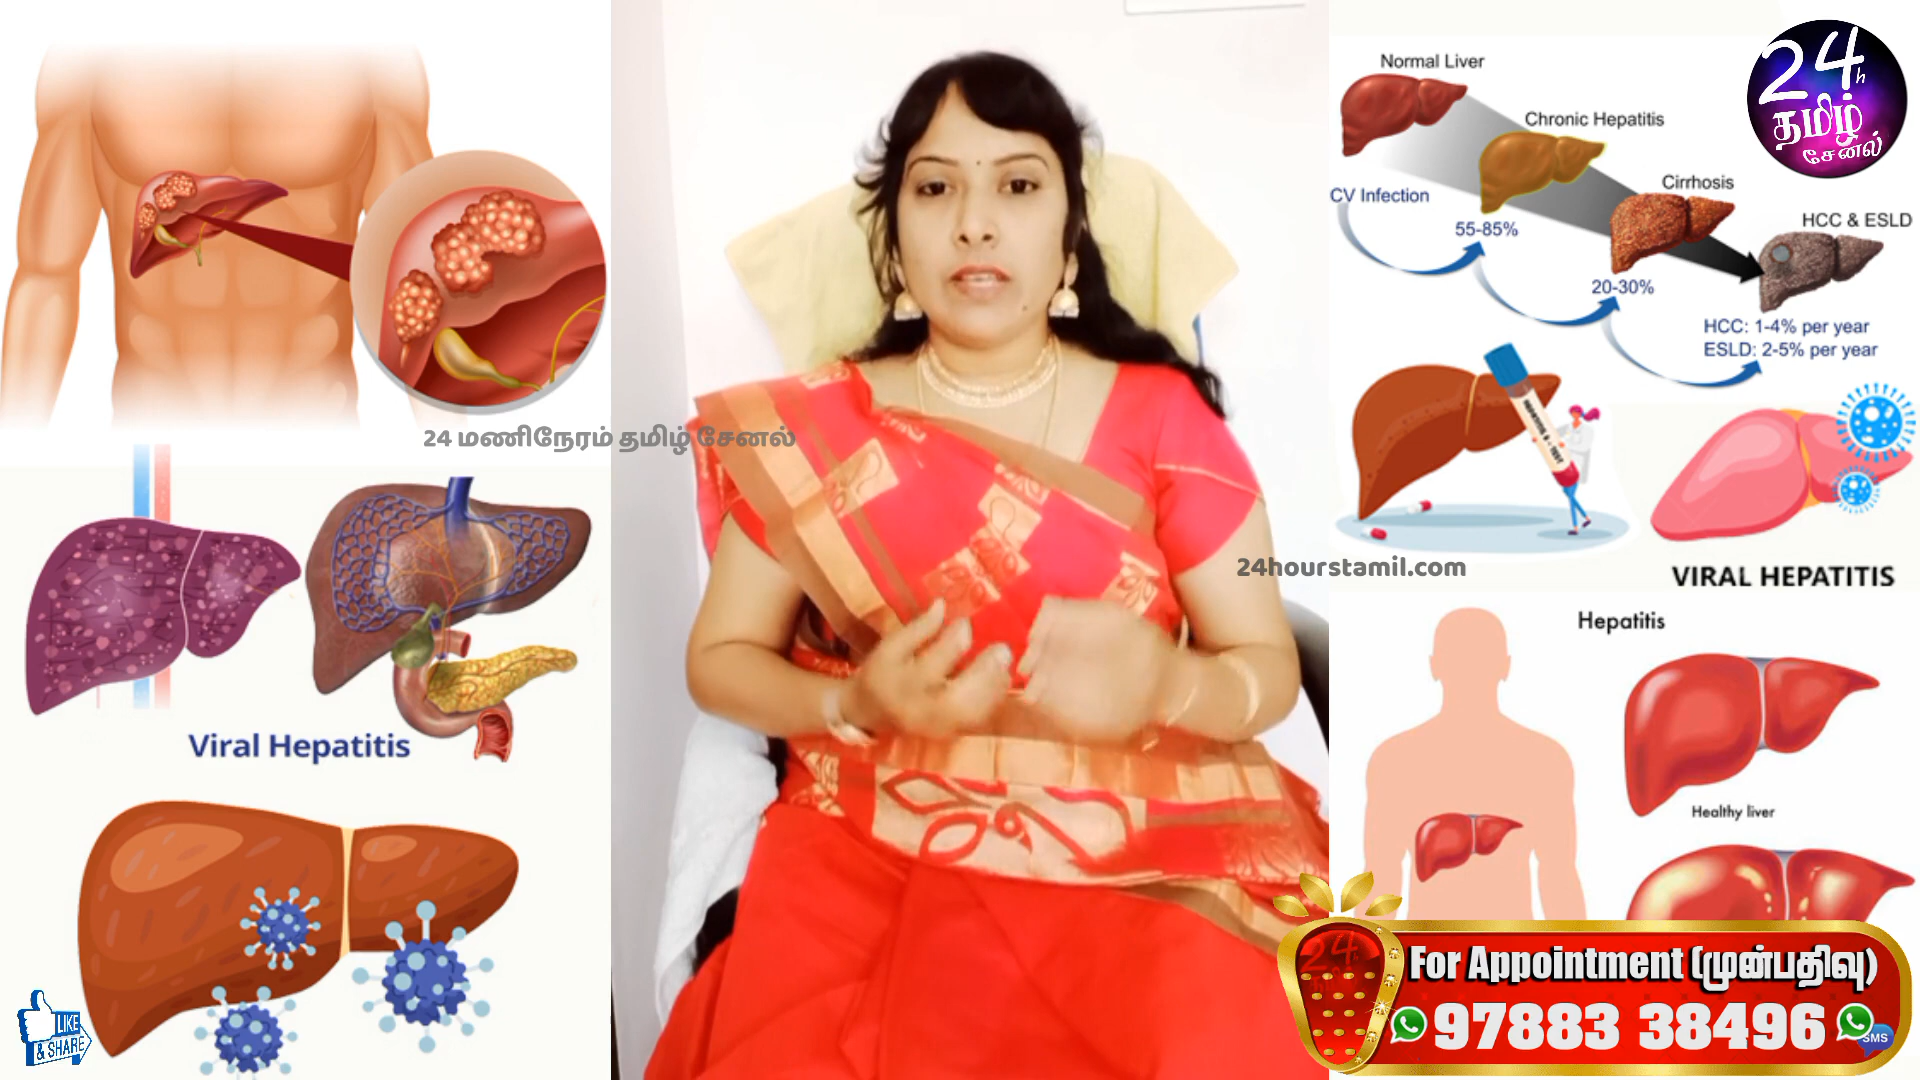 Normal Liver
Chronic Hepatitis
Cirrhosis
CV Infection
HCC & ESLD
55-85%
20-30%
HCC: 1-4% per year
ESLD: 2-5% per year
24h
தமிழ்
சேனல்
24 மணிநேரம் தமிழ் சேனல்
24hourstamil.com
VIRAL HEPATITIS
Hepatitis
Healthy liver
Viral Hepatitis
LIKE
& SHARE
For Appointment (முன்பதிவு)
97883 38496
SMS